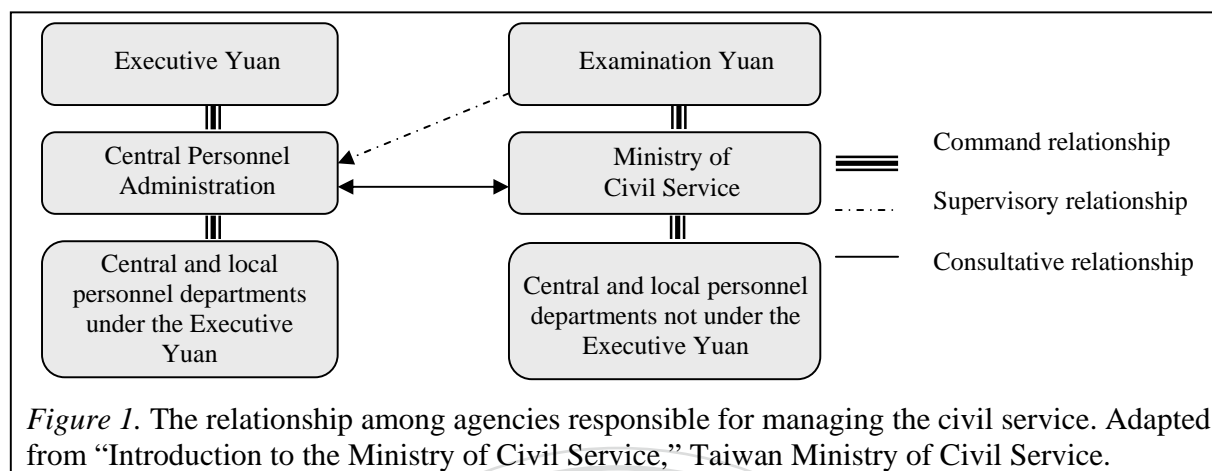 Executive Yuan
Examination Yuan
Central Personnel
Administration
Ministry of
Civil Service
Central and local
personnel departments
under the Executive
Yuan
Central and local personnel
departments not under the
Executive Yuan
Command relationship
Supervisory relationship
Consultative relationship
Figure 1. The relationship among agencies responsible for managing the civil service. Adapted
from “Introduction to the Ministry of Civil Service,” Taiwan Ministry of Civil Service.